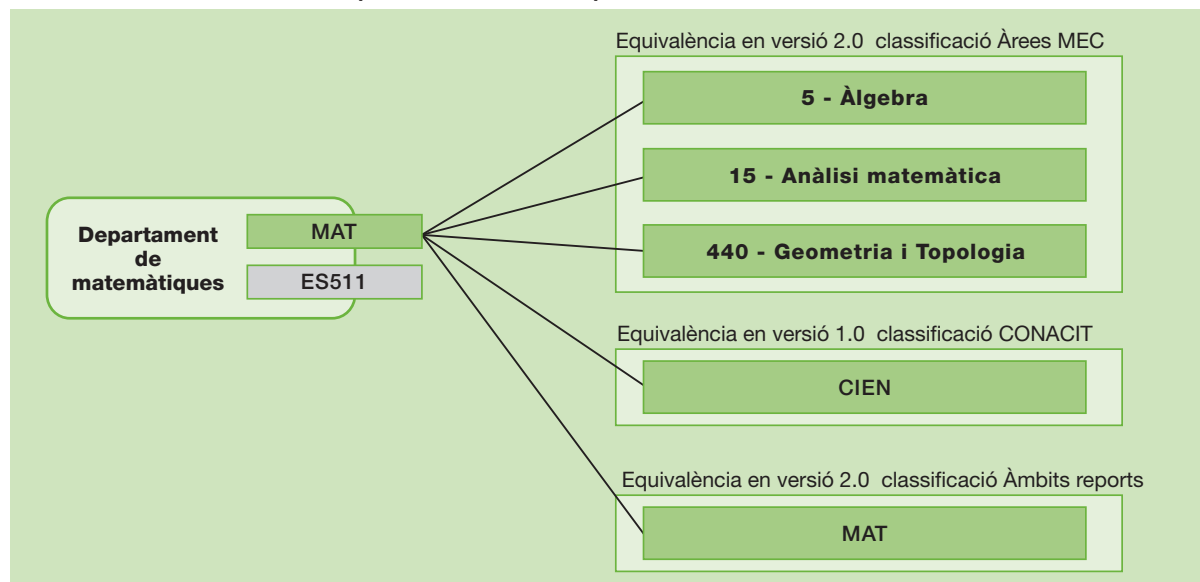 Equivalència en versió 2.0 classificació Àrees MEC
5 - Àlgebra
15 - Anàlisi matemàtica
440 - Geometria i Topologia
Departament
de
matemàtiques
MAT
ES511
Equivalència en versió 1.0 classificació CONACIT
CIEN
Equivalència en versió 2.0 classificació Àmbits reports
MAT